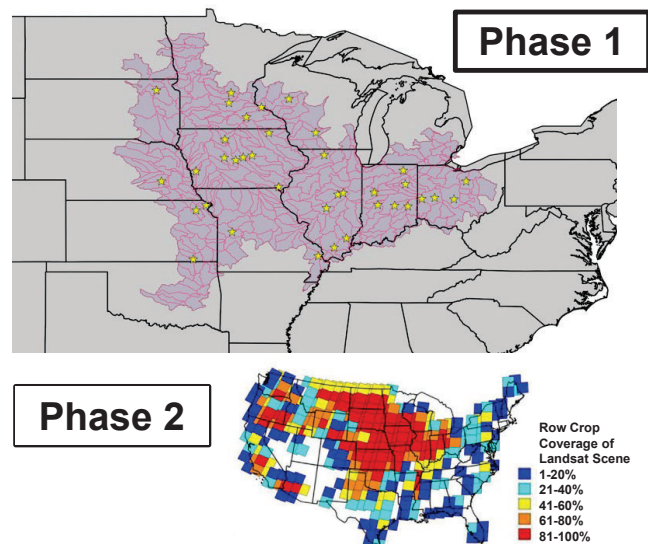 Phase 1
Phase 2
Row Crop
Coverage of
Landsat Scene
1-20%
21-40%
41-60%
61-80%
81-100%